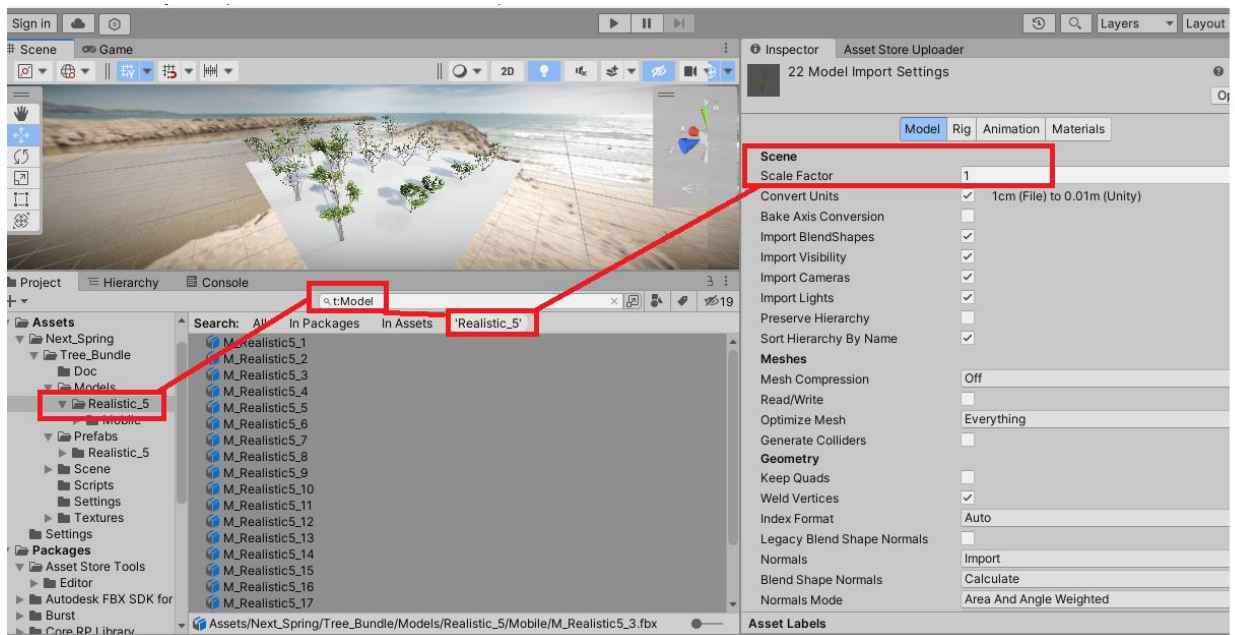 Sign in
Layers
Layout
# Scene
Game
2D
Project
Hierarchy
Console
t:Model
19
Search: All In Packages In Assets 'Realistic_5'
Assets
Next_Spring
Tree_Bundle
Doc
Models
Realistic_5
Mobile
Prefabs
Realistic_5
Scene
Scripts
Settings
Textures
Settings
Packages
Asset Store Tools
Editor
Autodesk FBX SDK for
Burst
Core RP Library
M_Realistic5_1
M_Realistic5_2
M_Realistic5_3
M_Realistic5_4
M_Realistic5_5
M_Realistic5_6
M_Realistic5_7
M_Realistic5_8
M_Realistic5_9
M_Realistic5_10
M_Realistic5_11
M_Realistic5_12
M_Realistic5_13
M_Realistic5_14
M_Realistic5_15
M_Realistic5_16
M_Realistic5_17
Assets/Next_Spring/Tree_Bundle/Models/Realistic_5/Mobile/M_Realistic5_3.fbx
Inspector
Asset Store Uploader
22 Model Import Settings
Op
Model Rig Animation Materials
Scene
Scale Factor 1
Convert Units 1cm (File) to 0.01m (Unity)
Bake Axis Conversion
Import BlendShapes
Import Visibility
Import Cameras
Import Lights
Preserve Hierarchy
Sort Hierarchy By Name
Meshes
Mesh Compression Off
Read/Write
Optimize Mesh Everything
Generate Colliders
Geometry
Keep Quads
Weld Vertices
Index Format Auto
Legacy Blend Shape Normals
Normals Import
Blend Shape Normals Calculate
Normals Mode Area And Angle Weighted
Asset Labels